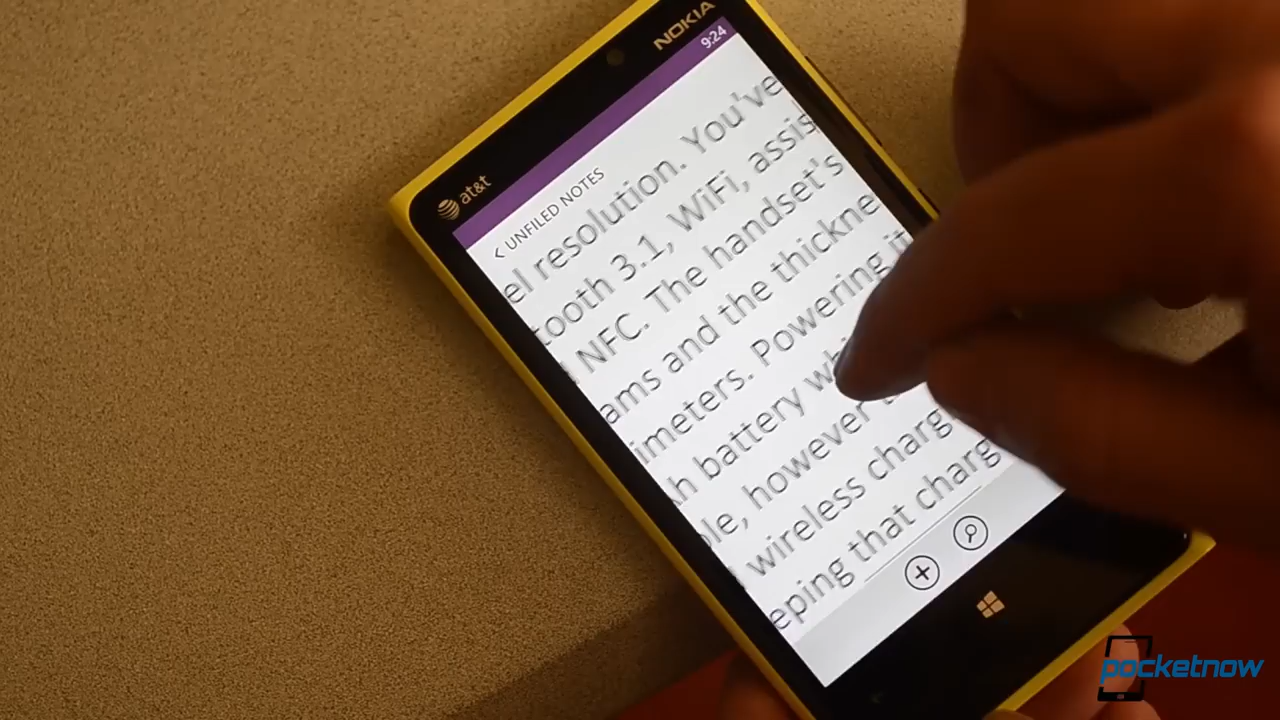 NOKIA
9:24
at&t
< UNFILED NOTES
el resolution. You've
tooth 3.1, WiFi, assis
NFC. The handset's
ams and the thickne
imeters. Powering it
h battery
le, however
wireless charg
eping that charg
pocketnow